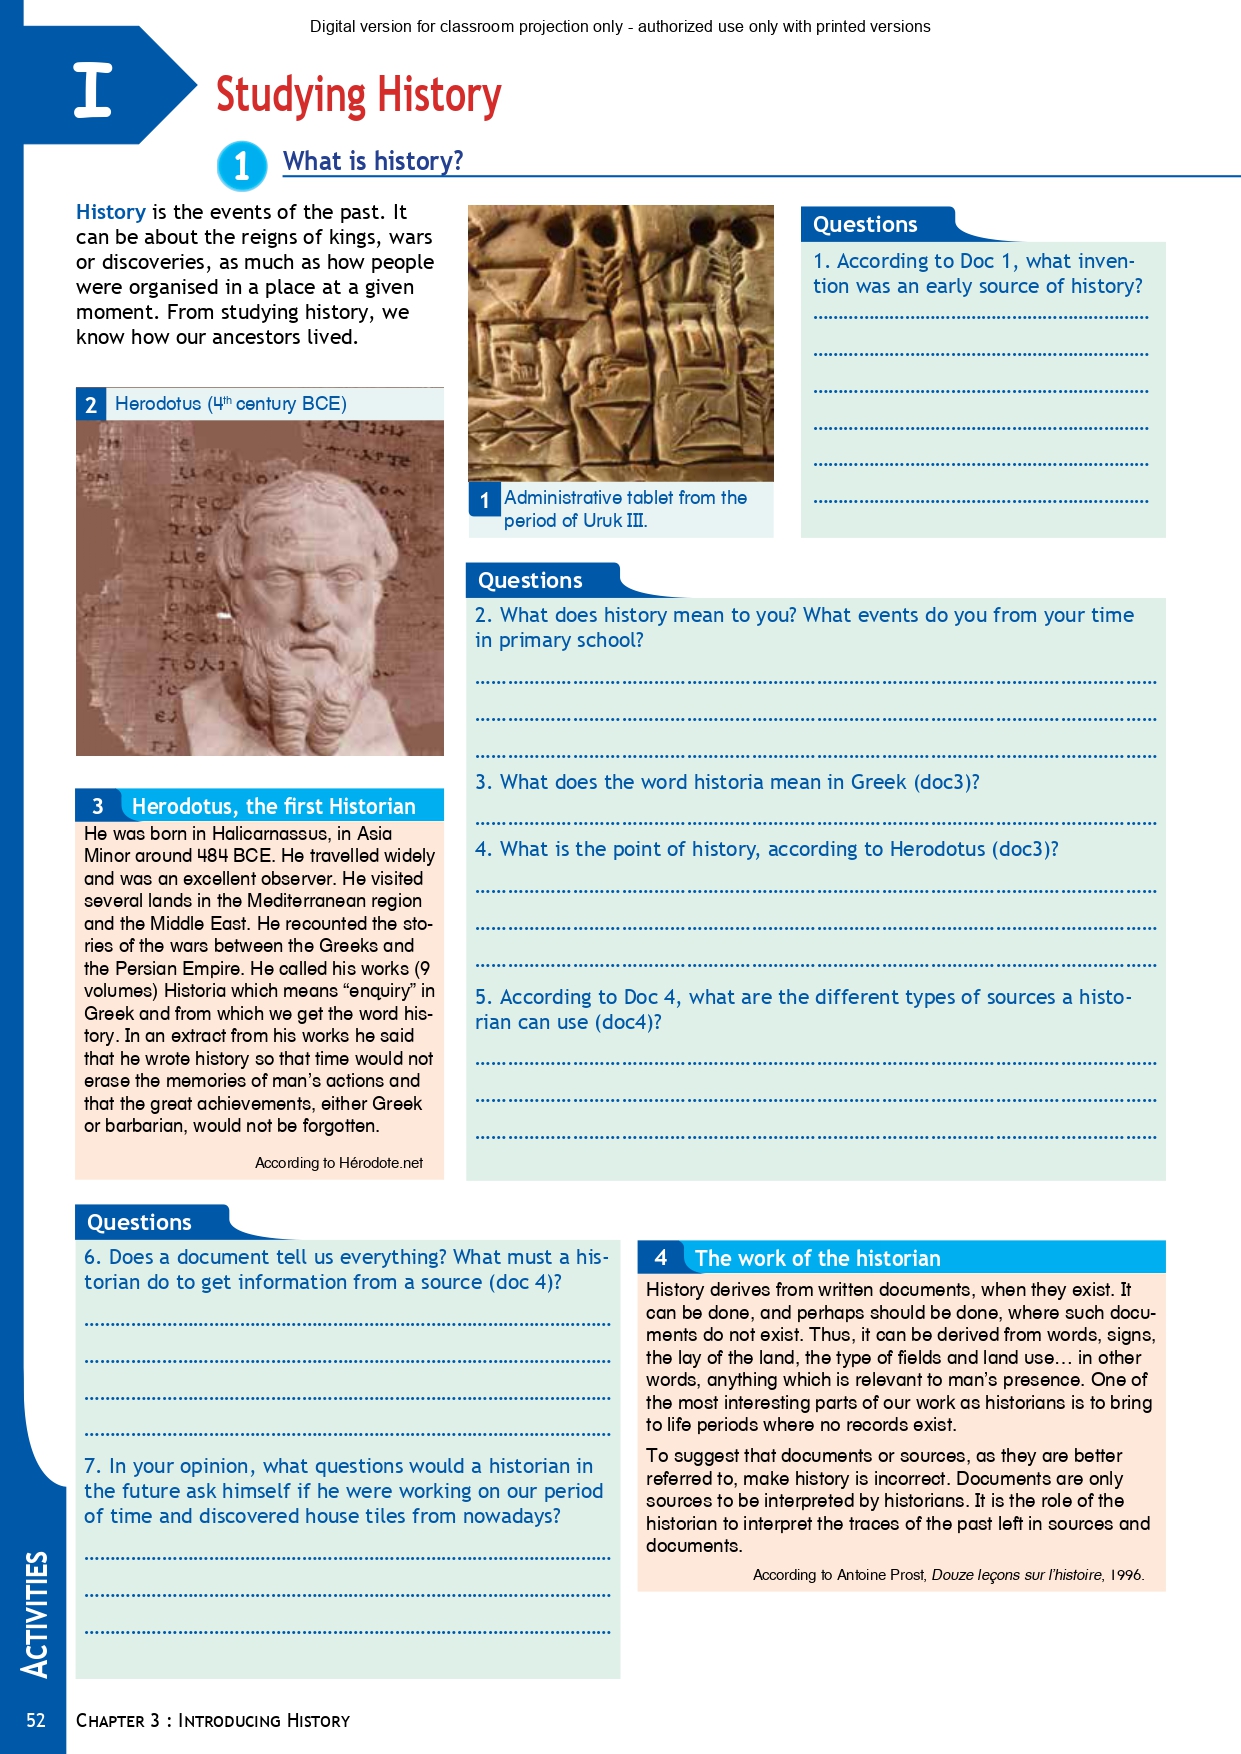 Digital version for classroom projection only - authorized use only with printed versions
I
Studying History
1
What is history?
History is the events of the past. It
can be about the reigns of kings, wars
or discoveries, as much as how people
were organised in a place at a given
moment. From studying history, we
know how our ancestors lived.
2 Herodotus (4th century BCE)
1 Administrative tablet from the
period of Uruk III.
Questions
1. According to Doc 1, what inven-
tion was an early source of history?
Questions
2. What does history mean to you? What events do you from your time
in primary school?
3. What does the word historia mean in Greek (doc3)?
4. What is the point of history, according to Herodotus (doc3)?
5. According to Doc 4, what are the different types of sources a histo-
rian can use (doc4)?
3 Herodotus, the first Historian
He was born in Halicarnassus, in Asia
Minor around 484 BCE. He travelled widely
and was an excellent observer. He visited
several lands in the Mediterranean region
and the Middle East. He recounted the sto-
ries of the wars between the Greeks and
the Persian Empire. He called his works (9
volumes) Historia which means “enquiry” in
Greek and from which we get the word his-
tory. In an extract from his works he said
that he wrote history so that time would not
erase the memories of man’s actions and
that the great achievements, either Greek
or barbarian, would not be forgotten.
According to Hérodote.net
Questions
6. Does a document tell us everything? What must a his-
torian do to get information from a source (doc 4)?
7. In your opinion, what questions would a historian in
the future ask himself if he were working on our period
of time and discovered house tiles from nowadays?
4 The work of the historian
History derives from written documents, when they exist. It
can be done, and perhaps should be done, where such docu-
ments do not exist. Thus, it can be derived from words, signs,
the lay of the land, the type of fields and land use... in other
words, anything which is relevant to man’s presence. One of
the most interesting parts of our work as historians is to bring
to life periods where no records exist.
To suggest that documents or sources, as they are better
referred to, make history is incorrect. Documents are only
sources to be interpreted by historians. It is the role of the
historian to interpret the traces of the past left in sources and
documents.
According to Antoine Prost, Douze leçons sur l’histoire, 1996.
ACTIVITIES
52 CHAPTER 3 : INTRODUCING HISTORY